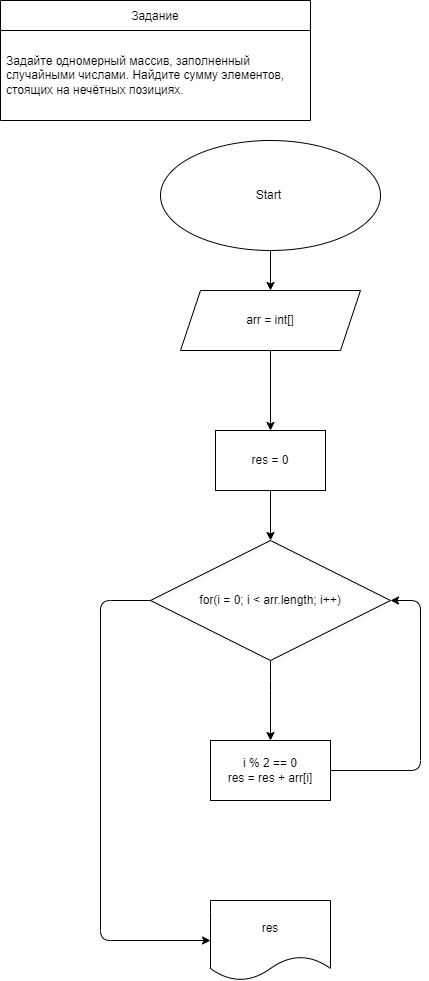 Задание
Задайте одномерный массив, заполненный
случайными числами. Найдите сумму элементов,
стоящих на нечётных позициях.
Start
arr = int[]
res = 0
for(i = 0; i < arr.length; i++)
i % 2 == 0
res = res + arr[i]
res